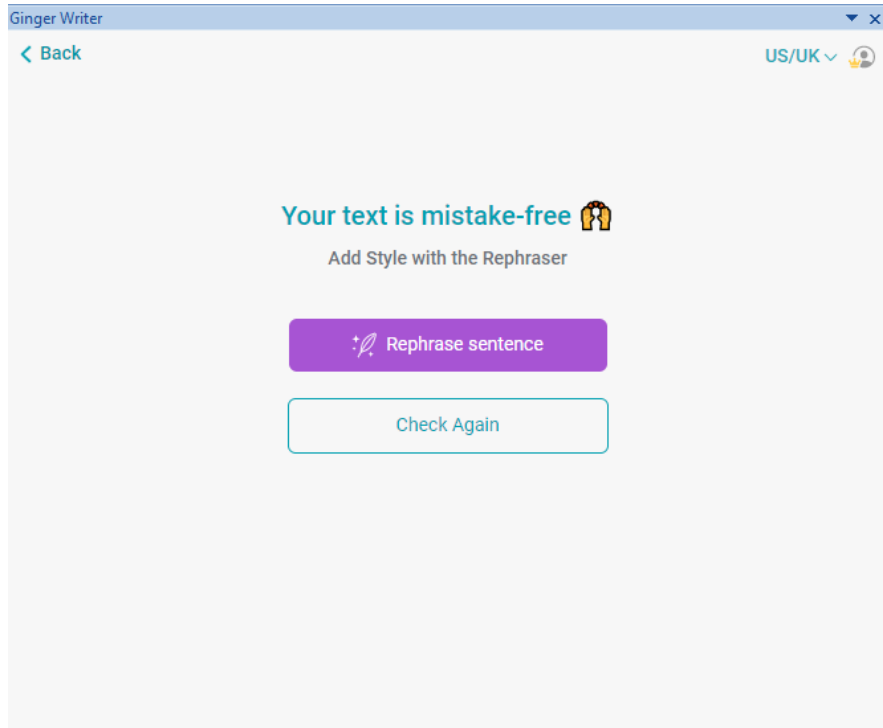 Ginger Writer
Back
US/UK
Your text is mistake-free
Add Style with the Rephraser
Rephrase sentence
Check Again